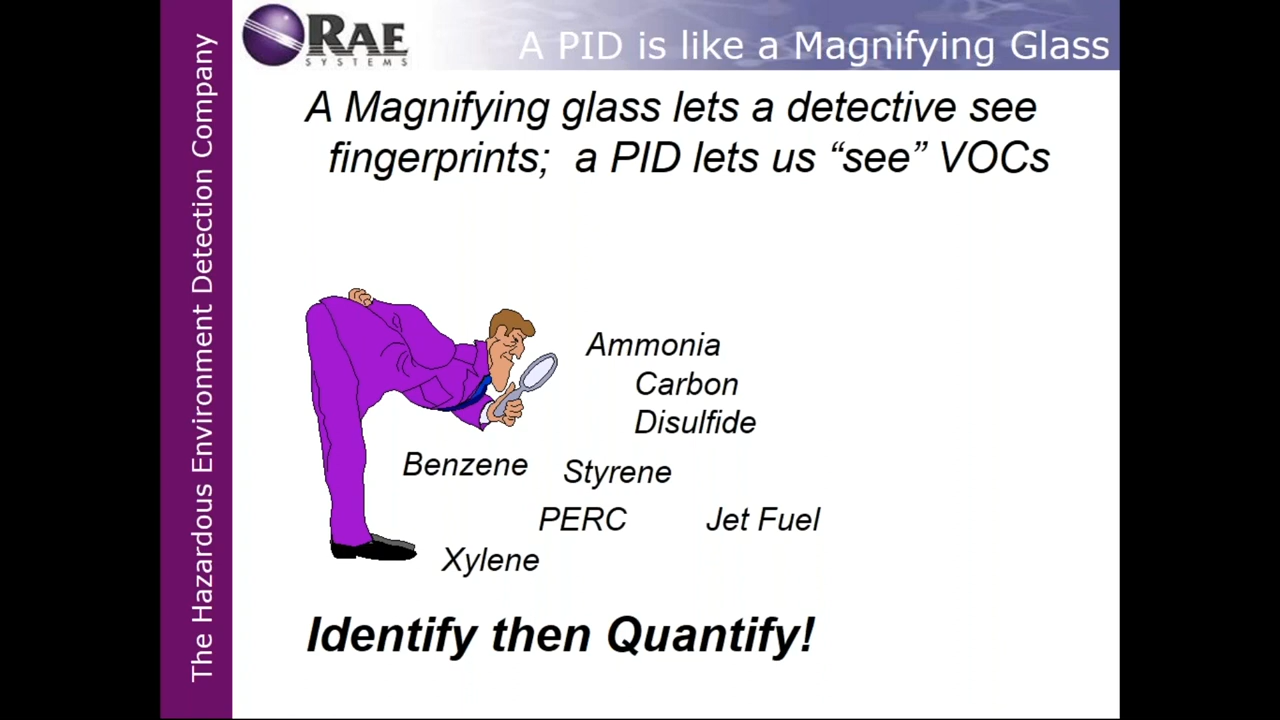 The Hazardous Environment Detection Company
RAE
SYSTEMS
A PID is like a Magnifying Glass
A Magnifying glass lets a detective see
fingerprints; a PID lets us “see” VOCs
Ammonia
Carbon
Disulfide
Benzene
Styrene
PERC
Jet Fuel
Xylene
Identify then Quantify!